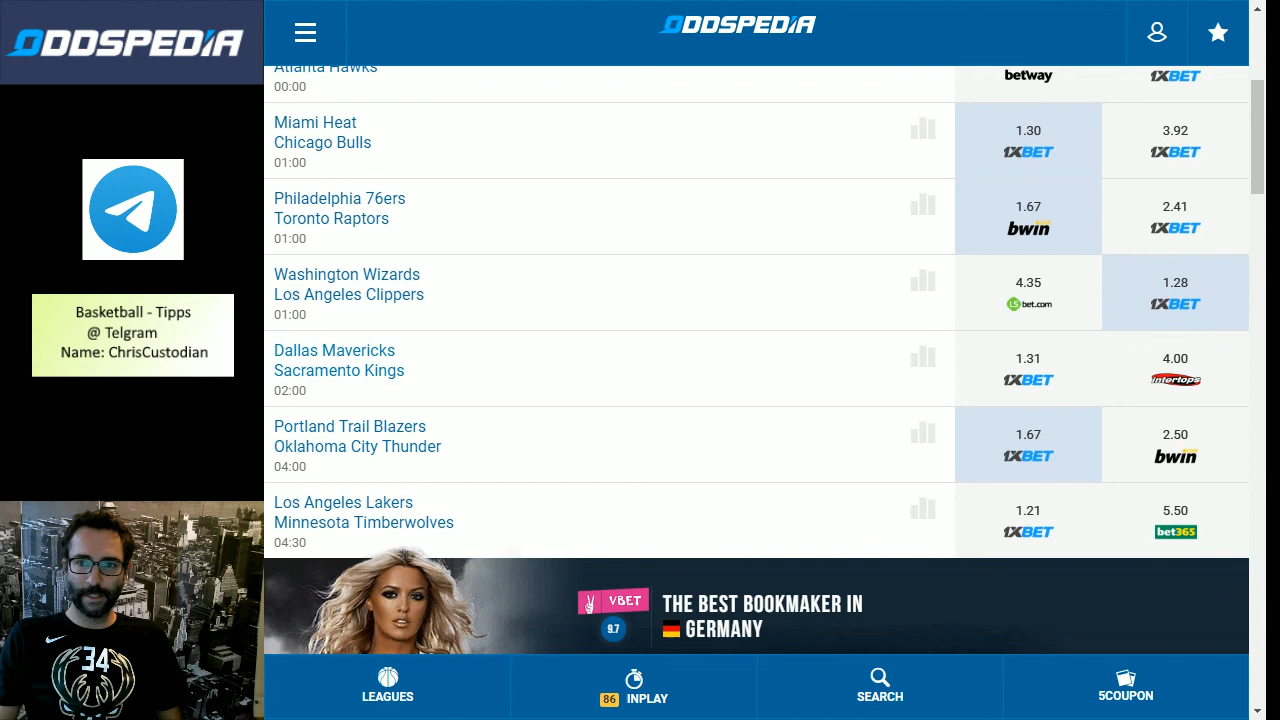 ODDSPEDIA
Basketball - Tipps
@ Telgram
Name: ChrisCustodian
34
ODDSPEDIA
Atlanta Hawks
00:00
betway
1XBET
Miami Heat
Chicago Bulls
01:00
1.30
1XBET
3.92
1XBET
Philadelphia 76ers
Toronto Raptors
01:00
1.67
bwin
2.41
1XBET
Washington Wizards
Los Angeles Clippers
01:00
4.35
LS bet.com
1.28
1XBET
Dallas Mavericks
Sacramento Kings
02:00
1.31
1XBET
4.00
intertops
Portland Trail Blazers
Oklahoma City Thunder
04:00
1.67
1XBET
2.50
bwin
Los Angeles Lakers
Minnesota Timberwolves
04:30
1.21
1XBET
5.50
bet365
VBET
9.7
THE BEST BOOKMAKER IN
GERMANY
LEAGUES
86 INPLAY
SEARCH
5COUPON